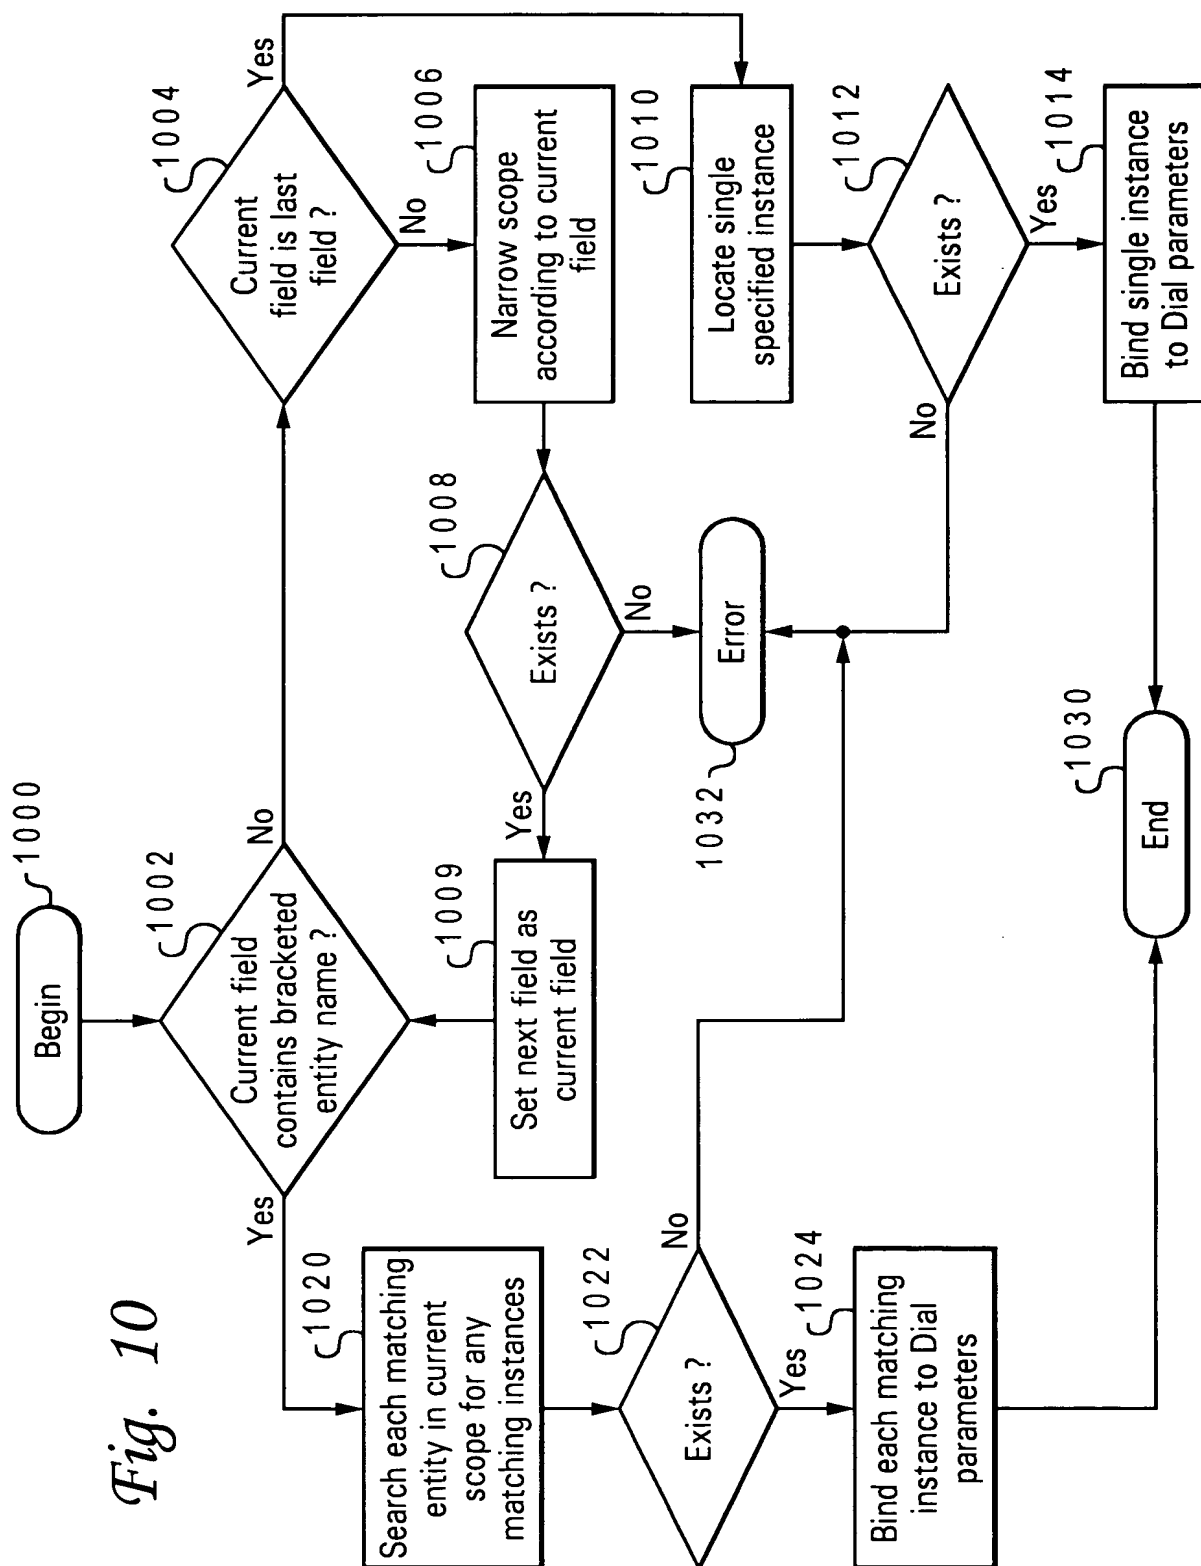 Fig. 10
Begin
1000
Current field
contains bracketed
entity name ?
1002
Yes
No
Current
field is last
field ?
1004
Yes
No
Narrow scope
according to current
field
1006
Exists ?
1008
Yes
No
Set next field as
current field
1009
Locate single
specified instance
1010
Exists ?
1012
No
Yes
Bind single instance
to Dial parameters
1014
Search each matching
entity in current
scope for any
matching instances
1020
Exists ?
1022
No
Yes
Bind each matching
instance to Dial
parameters
1024
Error
1032
End
1030